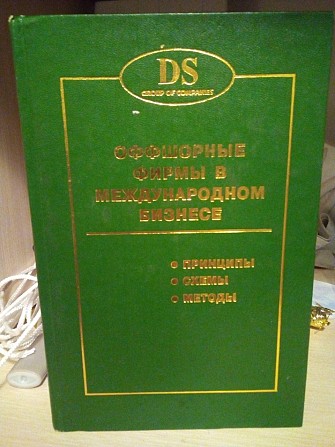 DS
GROUP OF COMPANIES
ОФФШОРНЫЕ
ФИРМЫ В
МЕЖДУНАРОДНОМ
БИЗНЕСЕ
• ПРИНЦИПЫ
• СХЕМЫ
• МЕТОДЫ